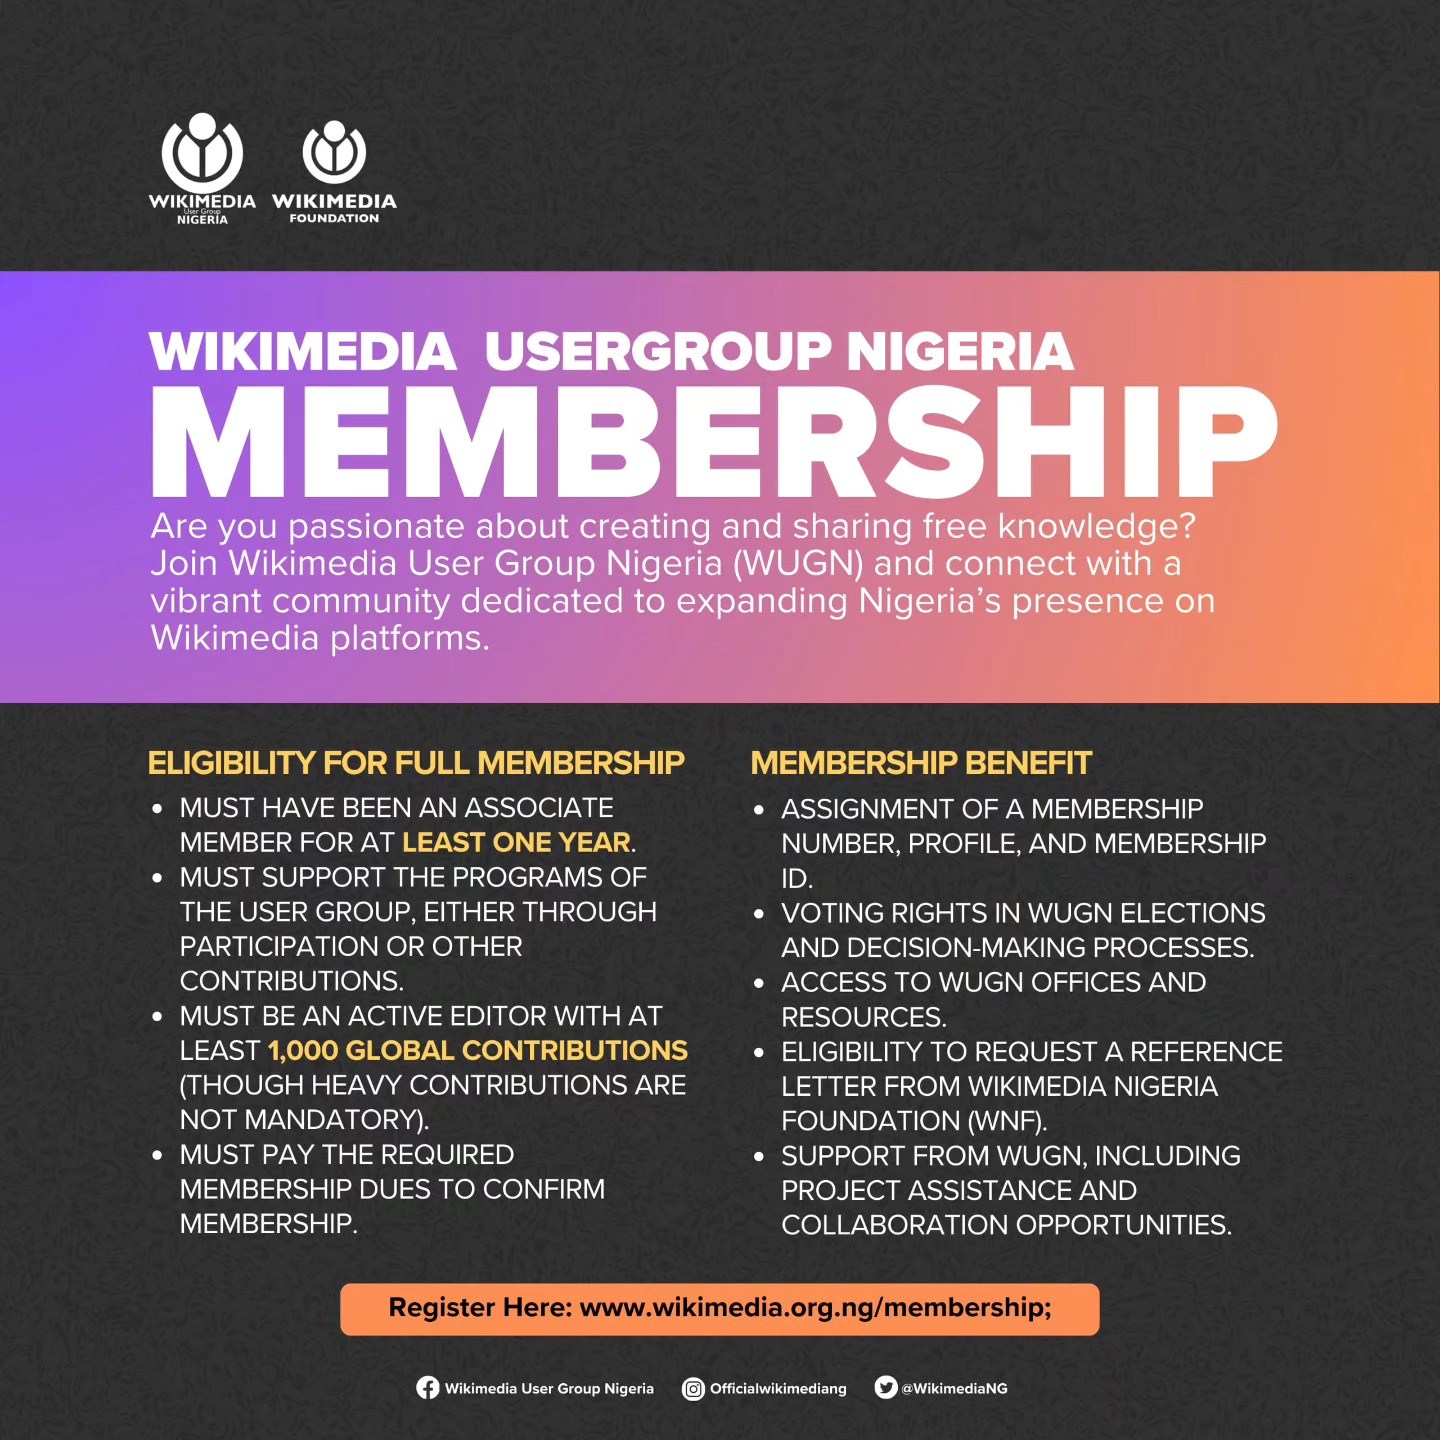 WIKIMEDIA
User Group
NIGERIA
WIKIMEDIA
FOUNDATION
WIKIMEDIA USERGROUP NIGERIA
MEMBERSHIP
Are you passionate about creating and sharing free knowledge?
Join Wikimedia User Group Nigeria (WUGN) and connect with a
vibrant community dedicated to expanding Nigeria's presence on
Wikimedia platforms.
ELIGIBILITY FOR FULL MEMBERSHIP
• MUST HAVE BEEN AN ASSOCIATE
MEMBER FOR AT LEAST ONE YEAR.
• MUST SUPPORT THE PROGRAMS OF
THE USER GROUP, EITHER THROUGH
PARTICIPATION OR OTHER
CONTRIBUTIONS.
• MUST BE AN ACTIVE EDITOR WITH AT
LEAST 1,000 GLOBAL CONTRIBUTIONS
(THOUGH HEAVY CONTRIBUTIONS ARE
NOT MANDATORY).
• MUST PAY THE REQUIRED
MEMBERSHIP DUES TO CONFIRM
MEMBERSHIP.
MEMBERSHIP BENEFIT
• ASSIGNMENT OF A MEMBERSHIP
NUMBER, PROFILE, AND MEMBERSHIP
ID.
• VOTING RIGHTS IN WUGN ELECTIONS
AND DECISION-MAKING PROCESSES.
• ACCESS TO WUGN OFFICES AND
RESOURCES.
• ELIGIBILITY TO REQUEST A REFERENCE
LETTER FROM WIKIMEDIA NIGERIA
FOUNDATION (WNF).
• SUPPORT FROM WUGN, INCLUDING
PROJECT ASSISTANCE AND
COLLABORATION OPPORTUNITIES.
Register Here: www.wikimedia.org.ng/membership;
Wikimedia User Group Nigeria
Officialwikimediang
@WikimediaNG